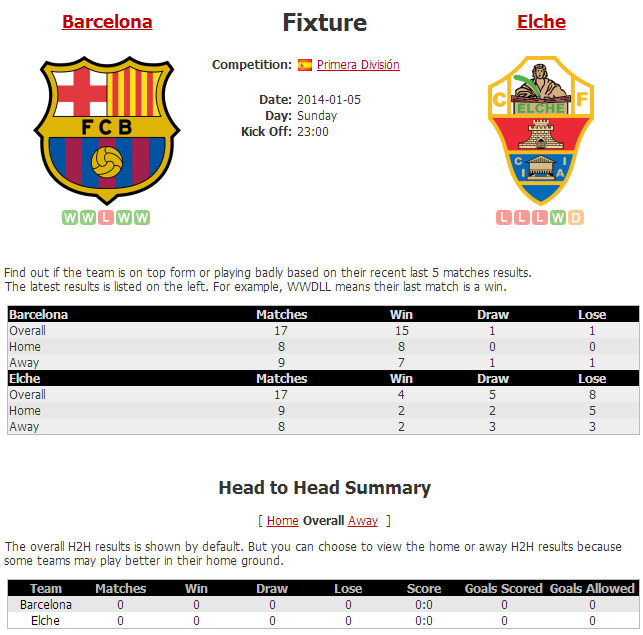 Barcelona Fixture Elche
Competition: Primera División
Date: 2014-01-05
Day: Sunday
Kick Off: 23:00
F C B
C F
ELCHE
C I
I A
W W L W W
L L L W D
Find out if the team is on top form or playing badly based on their recent last 5 matches results.
The latest results is listed on the left. For example, WWDLL means their last match is a win.
Barcelona Matches Win Draw Lose
Overall 17 15 1 1
Home 8 8 0 0
Away 9 7 1 1
Elche Matches Win Draw Lose
Overall 17 4 5 8
Home 9 2 2 5
Away 8 2 3 3
Head to Head Summary
[ Home Overall Away ]
The overall H2H results is shown by default. But you can choose to view the home or away H2H results because
some teams may play better in their home ground.
Team Matches Win Draw Lose Score Goals Scored Goals Allowed
Barcelona 0 0 0 0 0:0 0 0
Elche 0 0 0 0 0:0 0 0